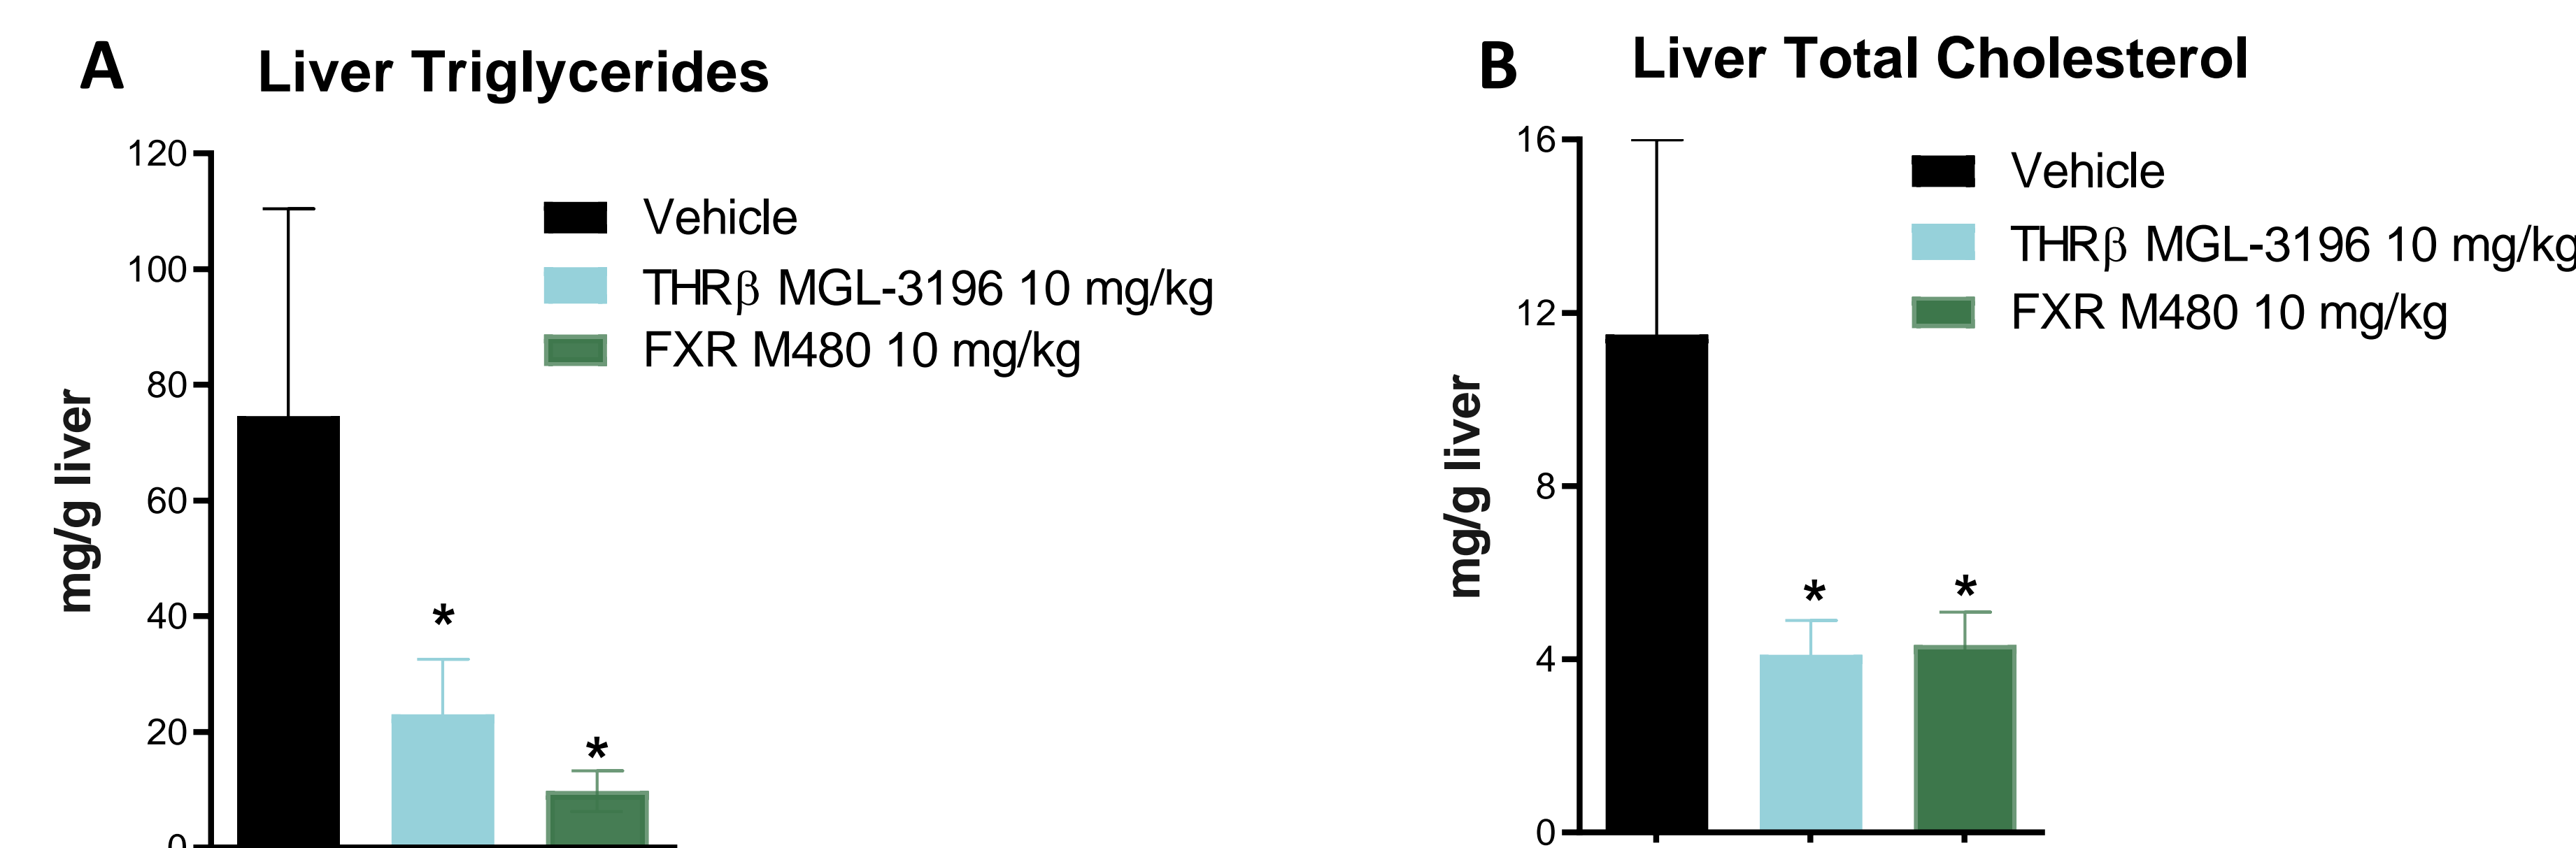 A
Liver Triglycerides
120
100
80
60
40
20
0
mg/g liver
Vehicle
THRβ MGL-3196 10 mg/kg
FXR M480 10 mg/kg
*
*
B
Liver Total Cholesterol
16
12
8
4
0
mg/g liver
Vehicle
THRβ MGL-3196 10 mg/kg
FXR M480 10 mg/kg
*
*